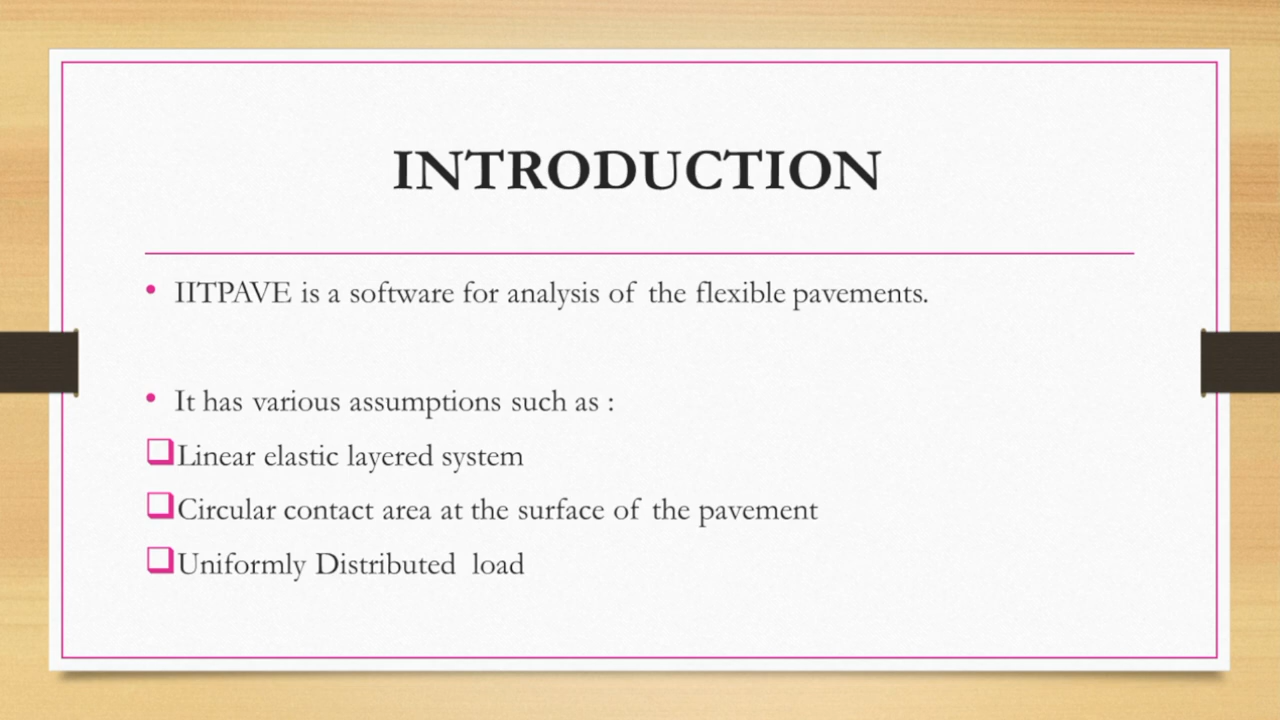 INTRODUCTION
• IITPAVE is a software for analysis of the flexible pavements.
• It has various assumptions such as :
❑Linear elastic layered system
❑Circular contact area at the surface of the pavement
❑Uniformly Distributed load